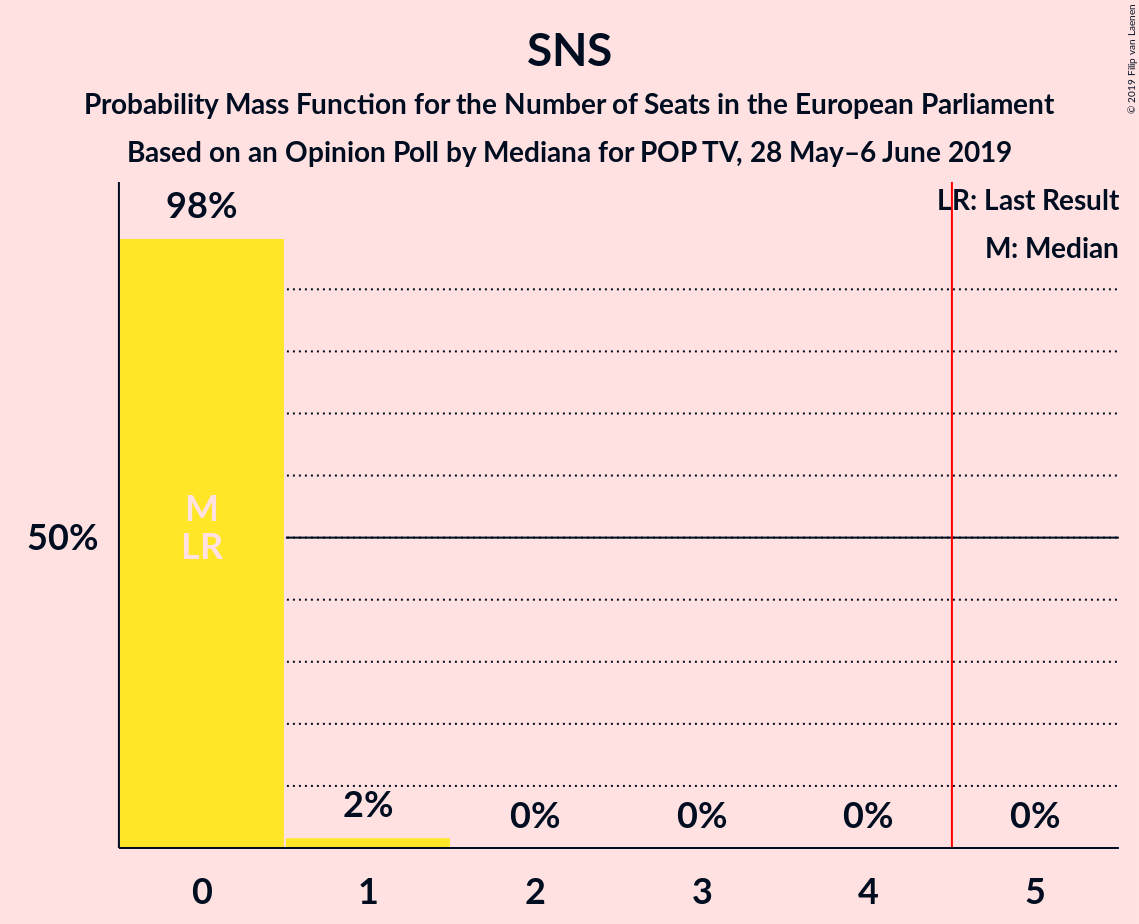 SNS
Probability Mass Function for the Number of Seats in the European Parliament
Based on an Opinion Poll by Mediana for POP TV, 28 May–6 June 2019
© 2019 Filip van Laenen
LR: Last Result
M: Median
98%
M
LR
50%
2%
0%
0%
0%
0%
0
1
2
3
4
5